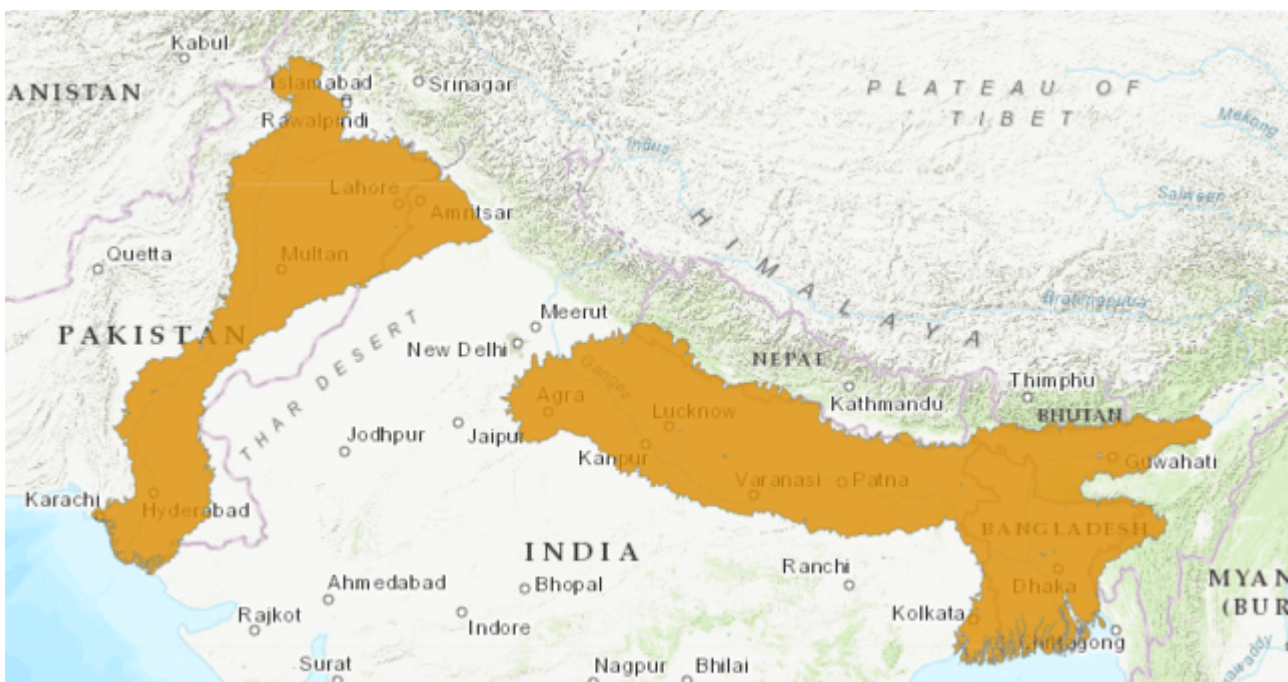 Kabul
ANISTAN
Islamabad
Srinagar
PLATEAU OF
TIBET
Rawalpindi
Indus
Mekong
Salween
Lahore
Amritsar
HIMALAYA
Quetta
Multan
Brahmaputra
Meerut
PAKISTAN
New Delhi
NEPAL
THAR DESERT
Ganges
Thimphu
Agra
Kathmandu
BHUTAN
Lucknow
Jaipur
Jodhpur
Kanpur
Guwahati
Varanasi
Patna
Karachi
Hyderabad
BANGLADESH
INDIA
Ranchi
Dhaka
Ahmedabad
Bhopal
MYAN
(BUR
Rajkot
Indore
Kolkata
Chittagong
Surat
Nagpur
Bhilai